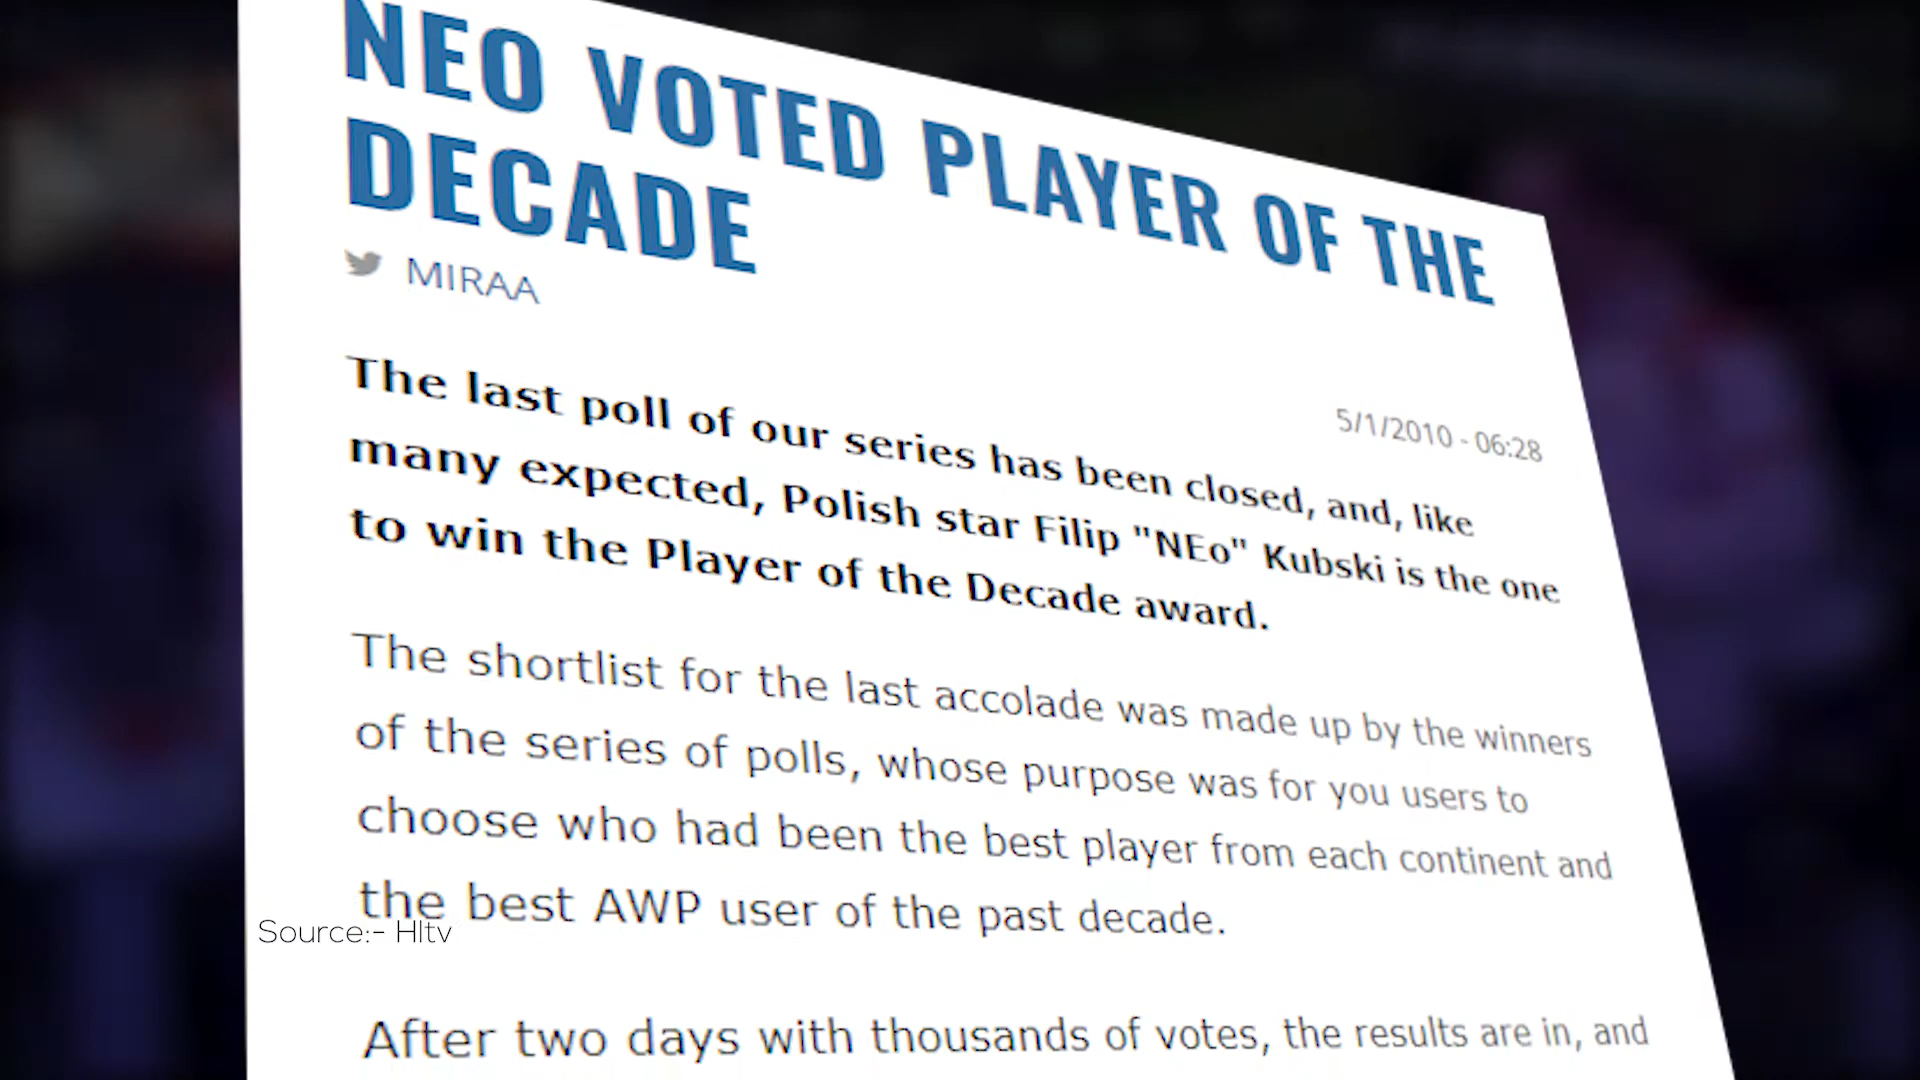 NEO VOTED PLAYER OF THE
DECADE
MIRAA
5/1/2010 - 06:28
The last poll of our series has been closed, and, like
many expected, Polish star Filip "NEo" Kubski is the one
to win the Player of the Decade award.
The shortlist for the last accolade was made up by the winners
of the series of polls, whose purpose was for you users to
choose who had been the best player from each continent and
the best AWP user of the past decade.
Source:- Hltv
After two days with thousands of votes, the results are in, and